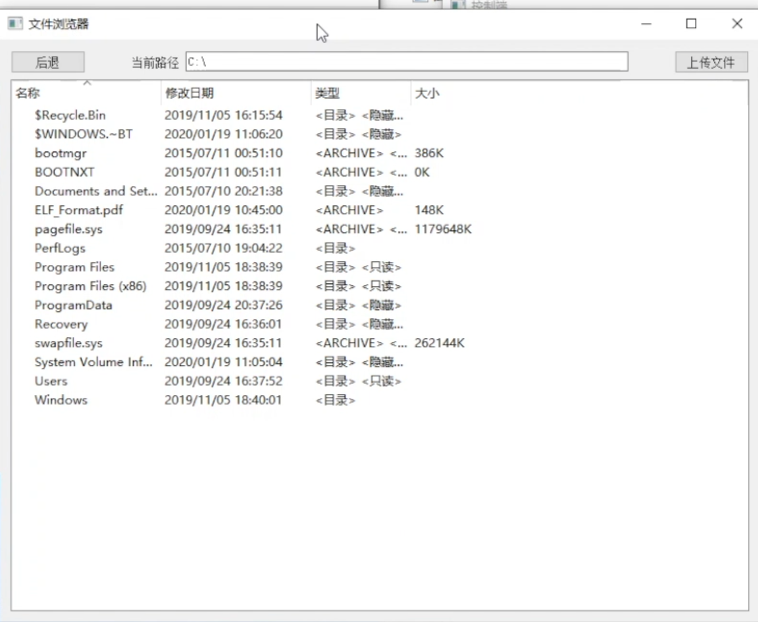 控制端
文件浏览器
后退 当前路径 C:\ 上传文件
名称 修改日期 类型 大小
$Recycle.Bin 2019/11/05 16:15:54 <目录> <隐藏...
$WINDOWS.~BT 2020/01/19 11:06:20 <目录> <隐藏>
bootmgr 2015/07/11 00:51:10 <ARCHIVE> <... 386K
BOOTNXT 2015/07/11 00:51:11 <ARCHIVE> <... 0K
Documents and Set... 2015/07/10 20:21:38 <目录> <隐藏...
ELF_Format.pdf 2020/01/19 10:45:00 <ARCHIVE> 148K
pagefile.sys 2019/09/24 16:35:11 <ARCHIVE> <... 1179648K
PerfLogs 2015/07/10 19:04:22 <目录>
Program Files 2019/11/05 18:38:39 <目录> <只读>
Program Files (x86) 2019/11/05 18:38:39 <目录> <只读>
ProgramData 2019/09/24 20:37:26 <目录> <隐藏>
Recovery 2019/09/24 16:36:01 <目录> <隐藏...
swapfile.sys 2019/09/24 16:35:11 <ARCHIVE> <... 262144K
System Volume Inf... 2020/01/19 11:05:04 <目录> <隐藏...
Users 2019/09/24 16:37:52 <目录> <只读>
Windows 2019/11/05 18:40:01 <目录>